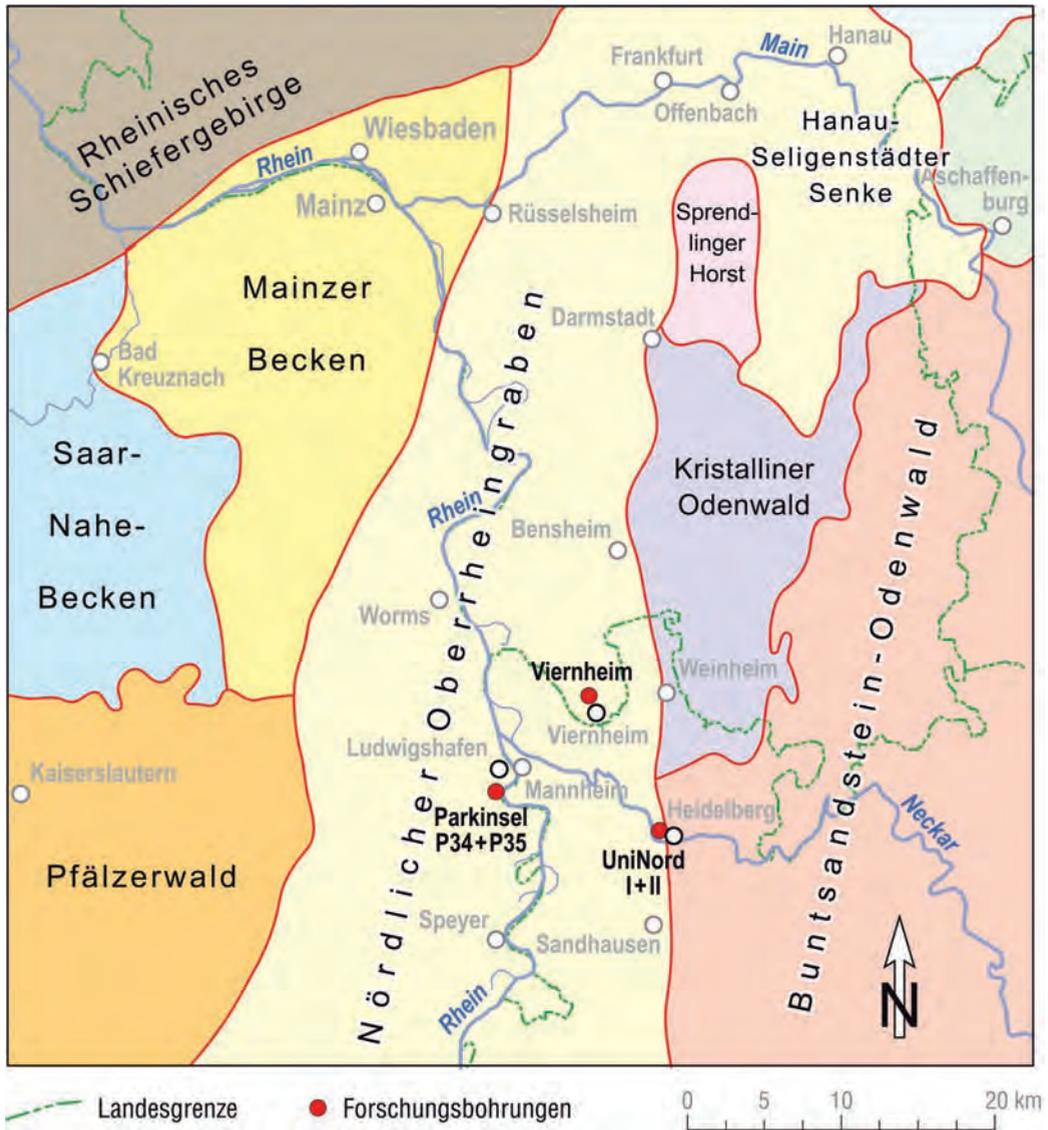 Rheinisches
Schiefergebirge
Frankfurt
Main
Hanau
Offenbach
Hanau-
Seligenstädter
Senke
Aschaffen-
burg
Wiesbaden
Rhein
Mainz
Rüsselsheim
Sprend-
linger
Horst
Mainzer
Becken
Darmstadt
Bad
Kreuznach
Saar-
Nahe-
Becken
Nördlicher Oberrheingraben
Kristalliner
Odenwald
Rhein
Bensheim
Worms
Buntsandstein-Odenwald
Viernheim
Weinheim
Viernheim
Ludwigshafen
Mannheim
Kaiserslautern
Parkinsel
P34+P35
Heidelberg
Neckar
UniNord
I+II
Pfälzerwald
Speyer
Sandhausen
Rhein
N
Landesgrenze
Forschungsbohrungen
0 5 10 20 km